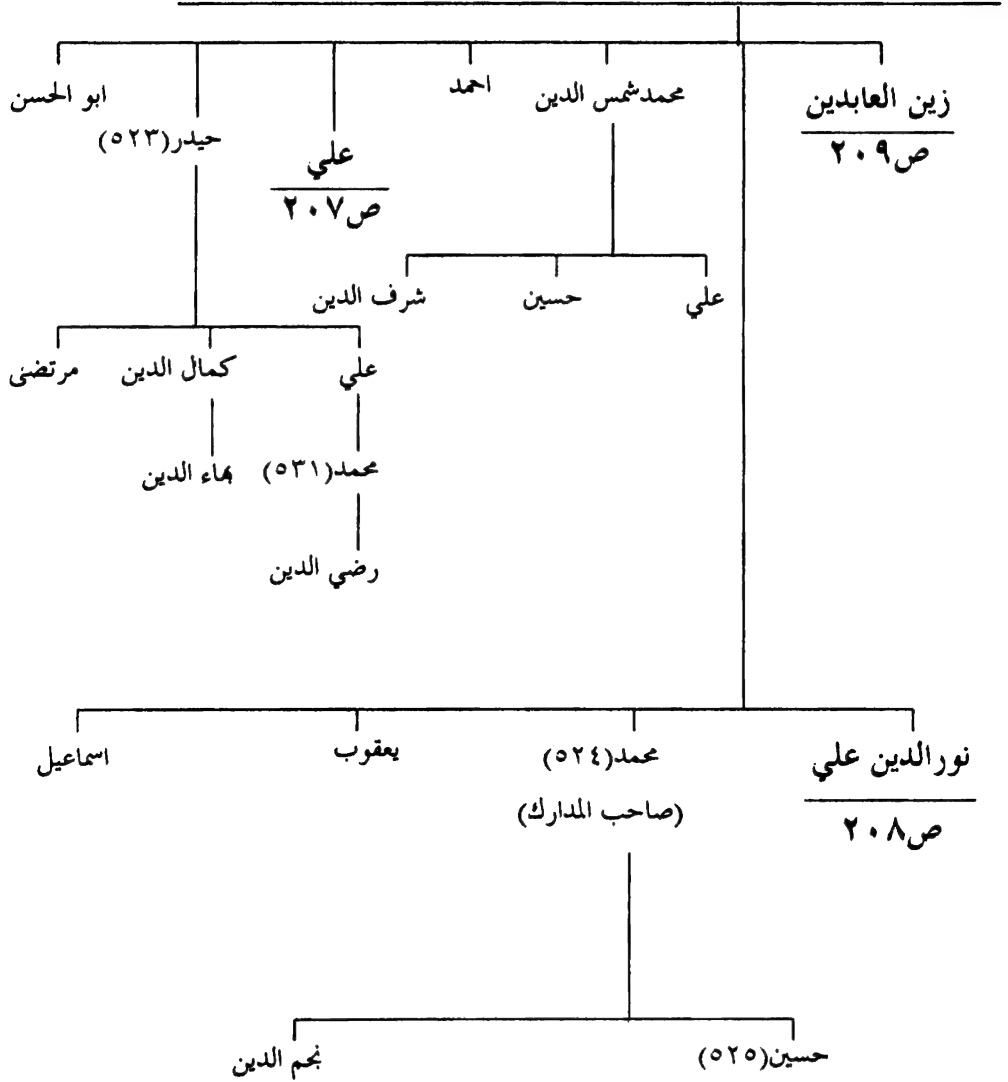 زين العابدين
ص٢٠٩
محمدشمس الدين
احمد
علي
ص٢٠٧
حيدر(٥٢٣)
ابو الحسن
علي
حسين
شرف الدين
علي
كمال الدين
مرتضى
محمد(٥٣١)
بهاء الدين
رضي الدين
نورالدين علي
ص٢٠٨
محمد(٥٢٤)
(صاحب المدارك)
يعقوب
اسماعيل
حسين(٥٢٥)
نجم الدين